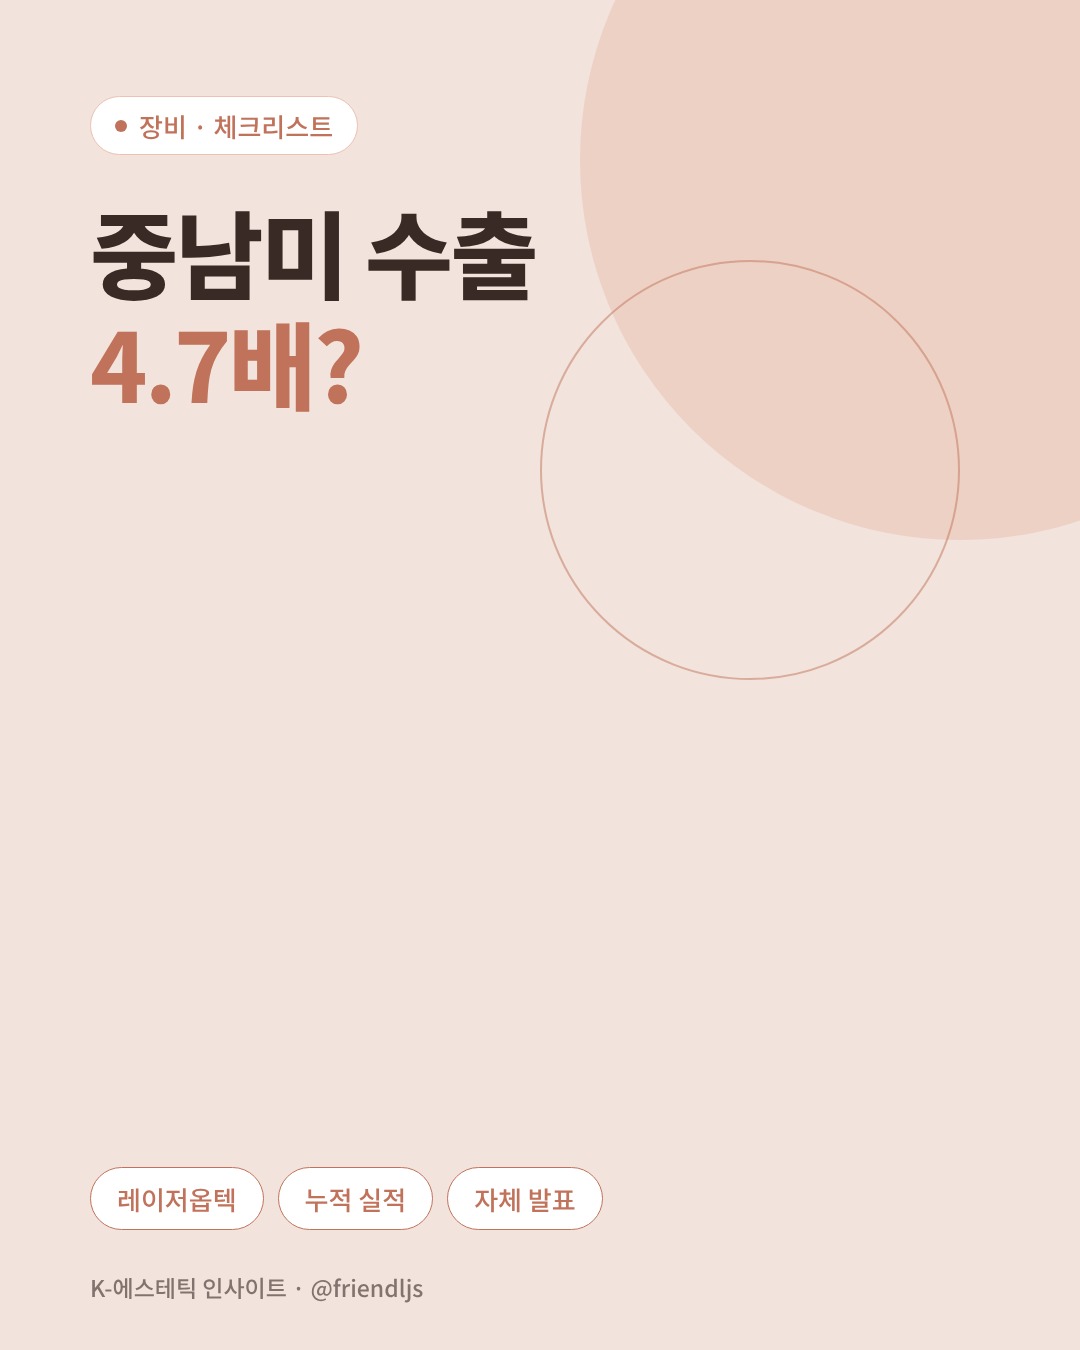 장비 · 체크리스트
중남미 수출
4.7배?
레이저옵텍 누적 실적 자체 발표
K-에스테틱 인사이트 · @friendljs